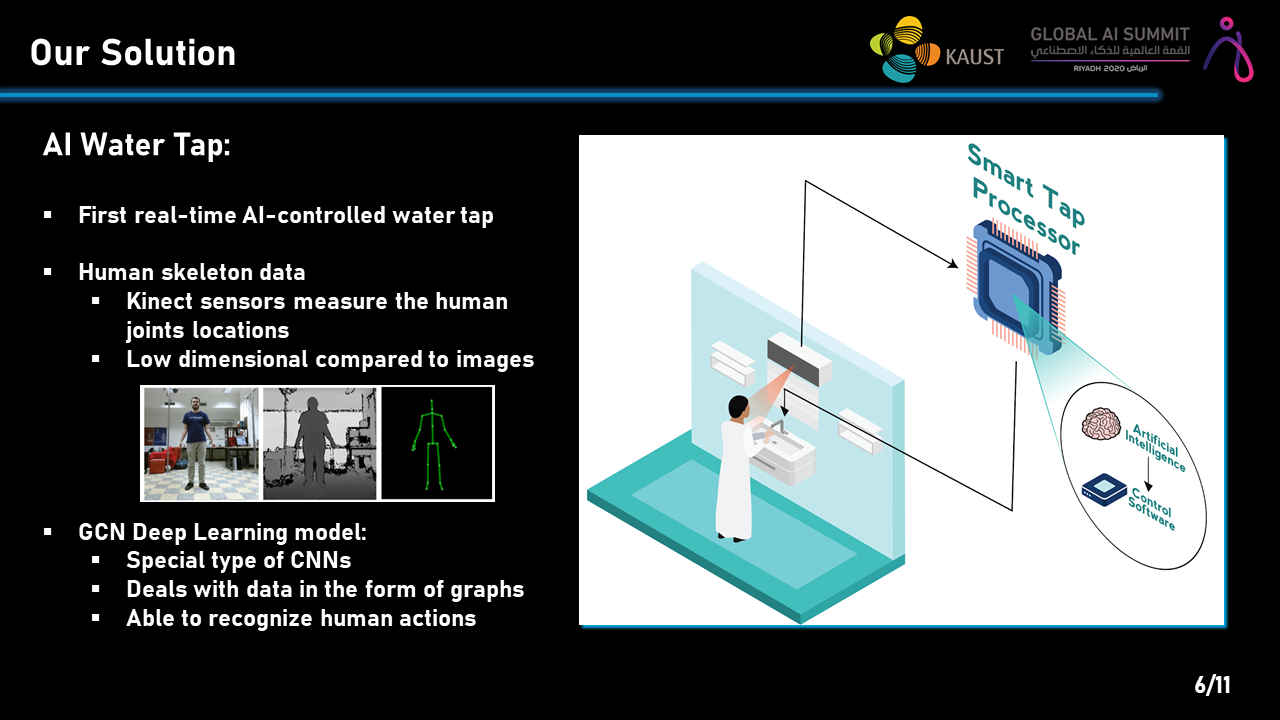 Our Solution
KAUST
GLOBAL AI SUMMIT
القمة العالمية للذكاء الاصطناعي
RIYADH 2020 الرياض
AI Water Tap:
First real-time AI-controlled water tap
Human skeleton data
Kinect sensors measure the human
joints locations
Low dimensional compared to images
GCN Deep Learning model:
Special type of CNNs
Deals with data in the form of graphs
Able to recognize human actions
Smart Tap
Processor
Artificial
Intelligence
Control
Software
6/11